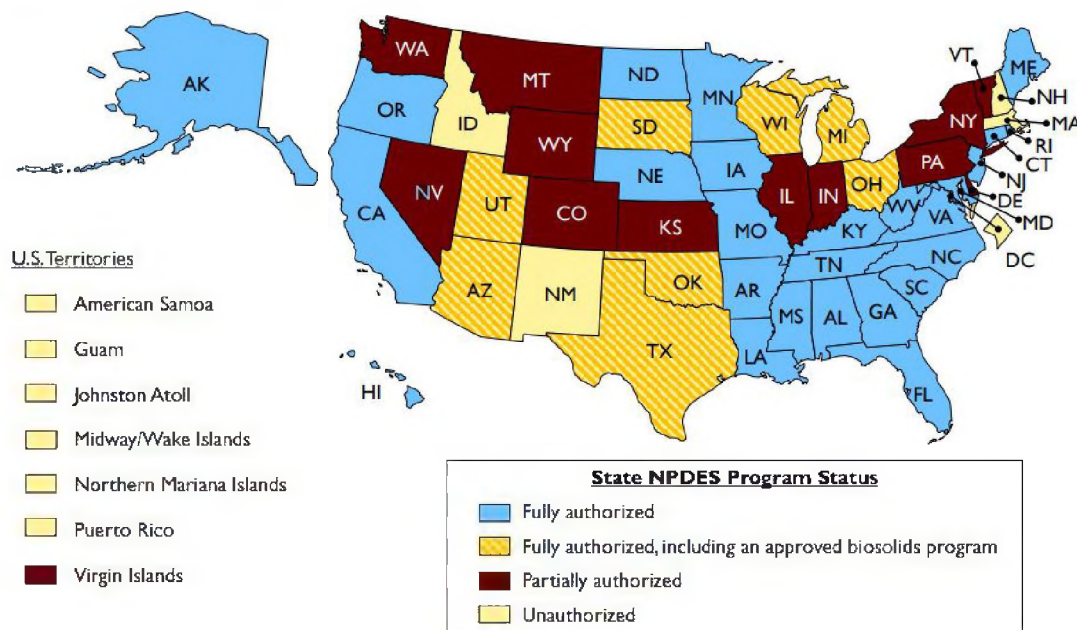 AK
WA
MT
ND
MN
VT
ME
NH
MA
RI
CT
NJ
DE
MD
DC
OR
ID
SD
WI
MI
NY
WY
NE
IA
PA
NV
UT
CO
KS
IL
IN
OH
CA
MO
KY
WV
VA
NC
TN
SC
AZ
NM
OK
AR
MS
AL
GA
TX
LA
FL
HI
U.S. Territories
American Samoa
Guam
Johnston Atoll
Midway/Wake Islands
Northern Mariana Islands
Puerto Rico
Virgin Islands
State NPDES Program Status
Fully authorized
Fully authorized, including an approved biosolids program
Partially authorized
Unauthorized